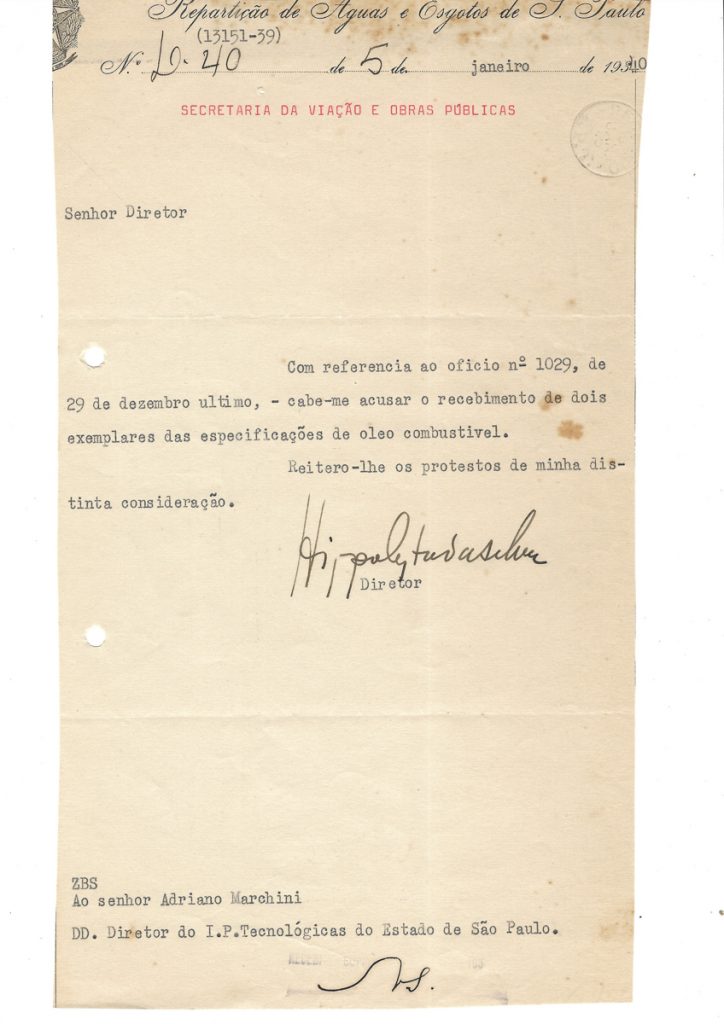 Repartição de Aguas e Esgotos de S. Paulo
(13151-39)
N.º D-40 de 5 de janeiro de 1940
SECRETARIA DA VIAÇÃO E OBRAS PÚBLICAS
Senhor Diretor
Com referencia ao oficio nº 1029, de
29 de dezembro ultimo, - cabe-me acusar o recebimento de dois
exemplares das especificações de oleo combustivel.
Reitero-lhe os protestos de minha dis-
tinta consideração.
Diretor
ZBS
Ao senhor Adriano Marchini
DD. Diretor do I.P.Tecnológicas do Estado de São Paulo.